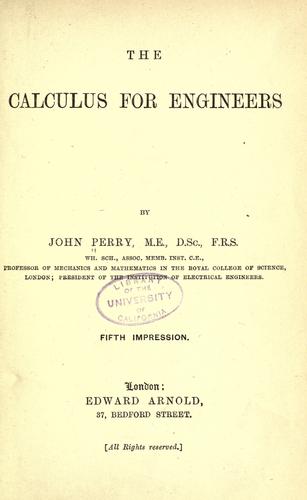 THE
CALCULUS FOR ENGINEERS
BY
JOHN PERRY, M.E., D.Sc., F.R.S.
WH. SCH., ASSOC. MEMB. INST. C.E.,
PROFESSOR OF MECHANICS AND MATHEMATICS IN THE ROYAL COLLEGE OF SCIENCE,
LONDON; PRESIDENT OF THE INSTITUTION OF ELECTRICAL ENGINEERS.
LIBRARY
OF THE
UNIVERSITY
OF
CALIFORNIA
FIFTH IMPRESSION.
London:
EDWARD ARNOLD,
37, BEDFORD STREET.
[All Rights reserved.]